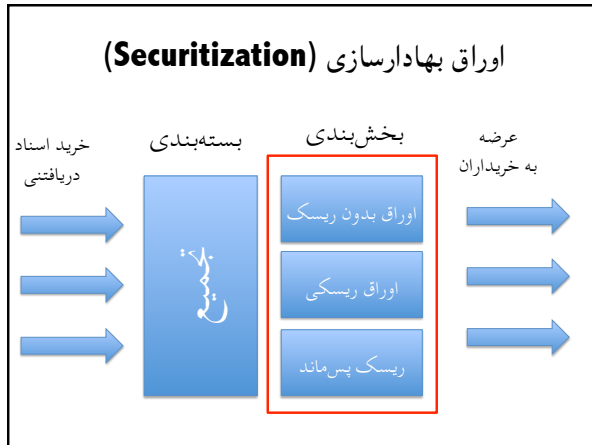 اوراق بهادارسازی (Securitization)
خرید اسناد
دریافتنی
بسته‌بندی
بخش‌بندی
عرضه
به خریداران
تجمیع
اوراق بدون ریسک
اوراق ریسکی
ریسک پس‌ماند